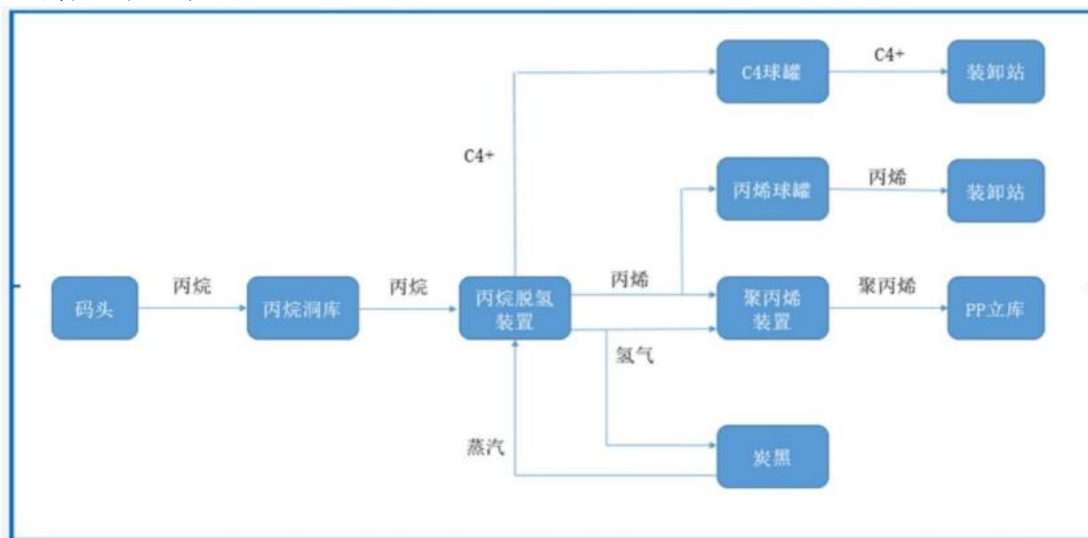 C4+
C4球罐
C4+
装卸站
丙烯球罐
丙烯
装卸站
码头
丙烷
丙烷洞库
丙烷
丙烷脱氢
装置
丙烯
聚丙烯
装置
聚丙烯
PP立库
氢气
蒸汽
炭黑